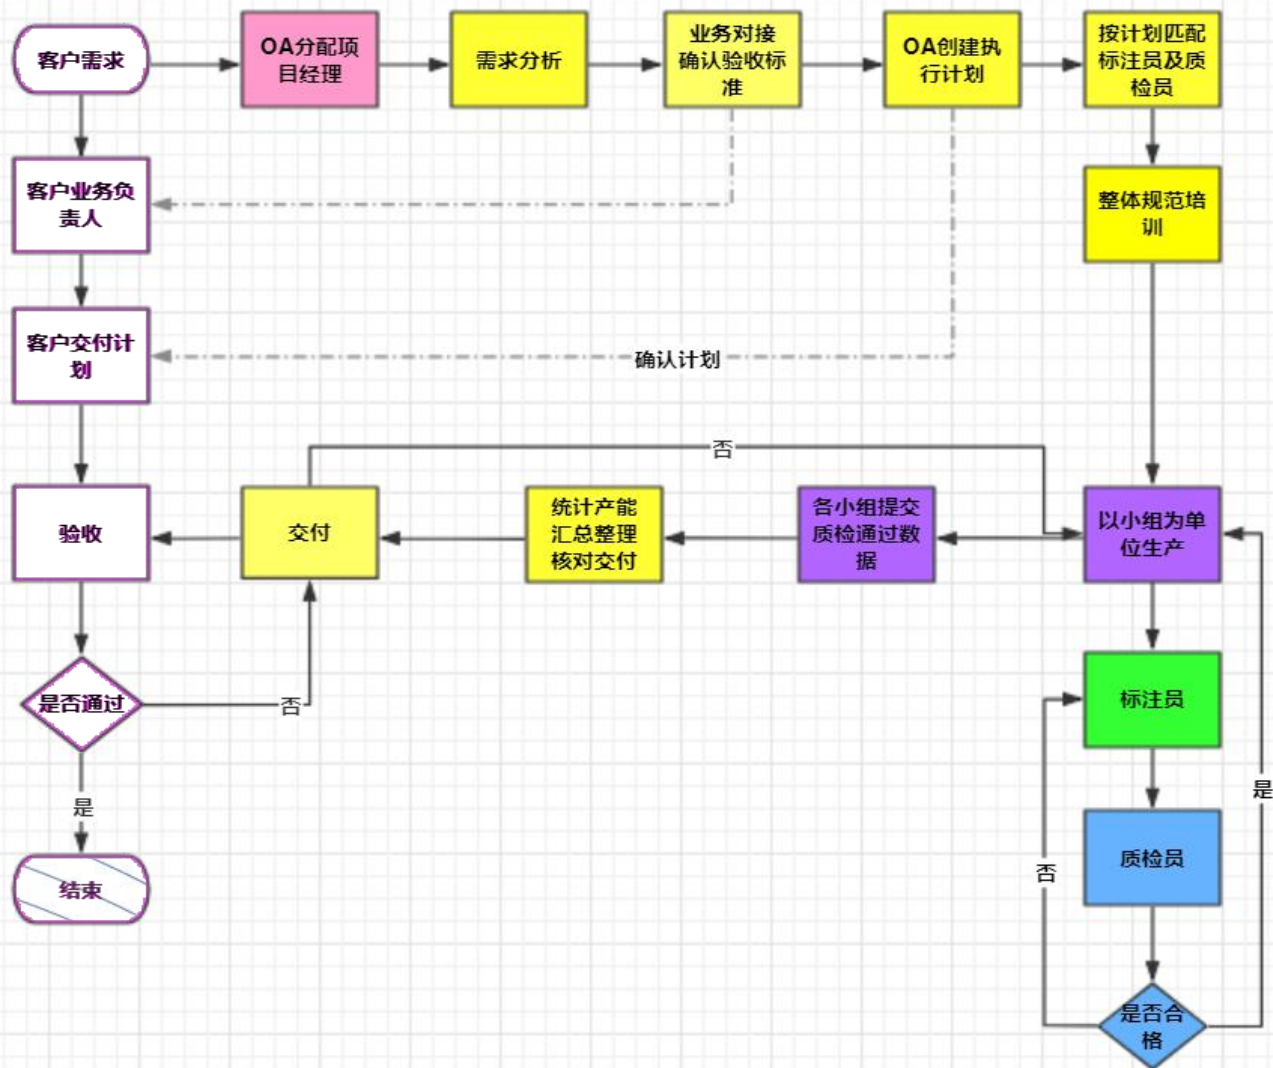 客户需求
OA分配项
目经理
需求分析
业务对接
确认验收标
准
OA创建执
行计划
按计划匹配
标注员及质
检员
客户业务负
责人
整体规范培
训
客户交付计
划
确认计划
否
验收
交付
统计产能
汇总整理
核对交付
各小组提交
质检通过数
据
以小组为单
位生产
是否通过
否
标注员
是
是
质检员
否
结束
是否合
格